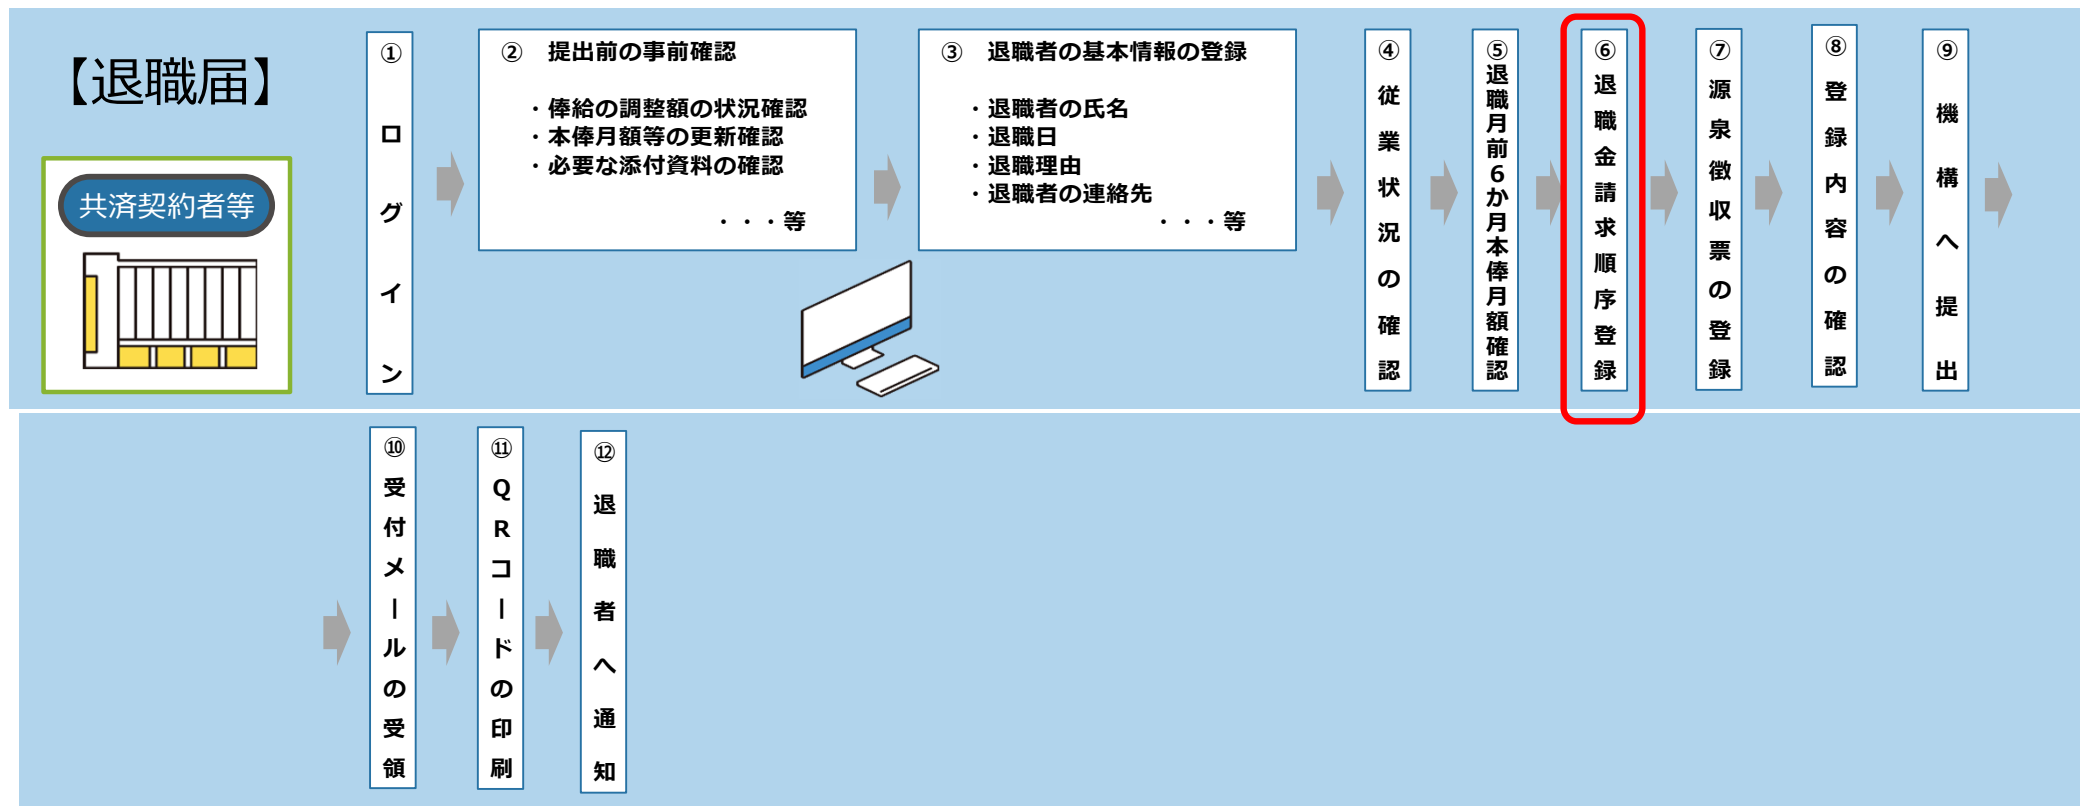 【退職届】
共済契約者等
① ログイン
② 提出前の事前確認
・俸給の調整額の状況確認
・本俸月額等の更新確認
・必要な添付資料の確認
・・・等
③ 退職者の基本情報の登録
・退職者の氏名
・退職日
・退職理由
・退職者の連絡先
・・・等
④従業状況の確認
⑤退職月前6か月本俸月額確認
⑥退職金請求順序登録
⑦源泉徴収票の登録
⑧登録内容の確認
⑨機構へ提出
⑩受付メールの受領
⑪QRコードの印刷
⑫退職者へ通知